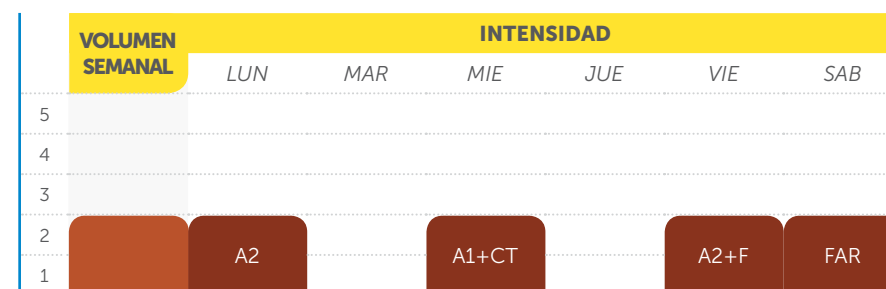 VOLUMEN
SEMANAL
INTENSIDAD
LUN MAR MIE JUE VIE SAB
5
4
3
2
A2 A1+CT A2+F FAR
1